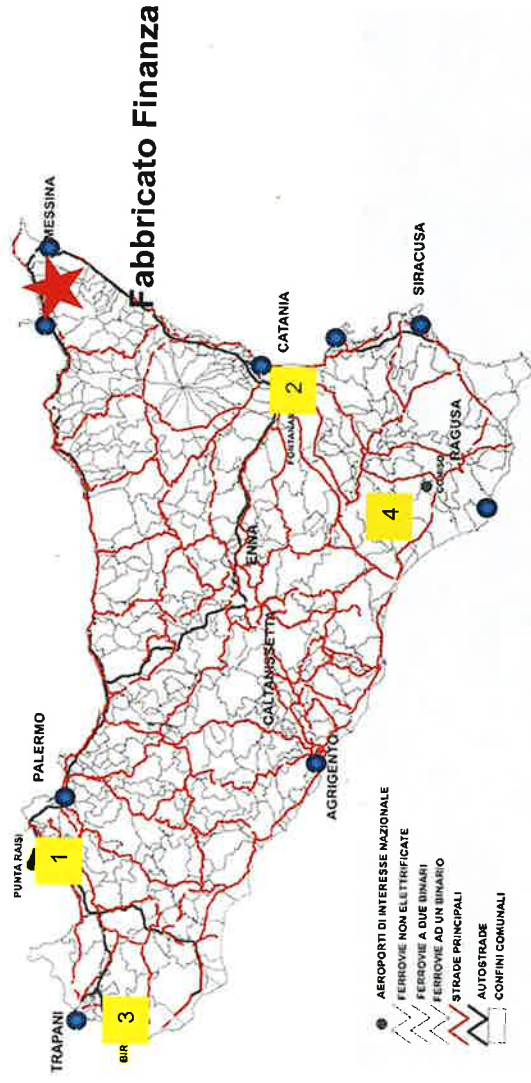 Fabbricato Finanza
MESSINA
PALERMO
PUNTA RAISI
1
TRAPANI
3
BIR
CATANIA
2
ENNA
CALTANISSETTA
AGRIGENTO
4
COMISO
RAGUSA
SIRACUSA
AEROPORTI DI INTERESSE NAZIONALE
FERROVIE NON ELETTRIFICATE
FERROVIE A DUE BINARI
FERROVIE AD UN BINARIO
STRADE PRINCIPALI
AUTOSTRADE
CONFINI COMUNALI